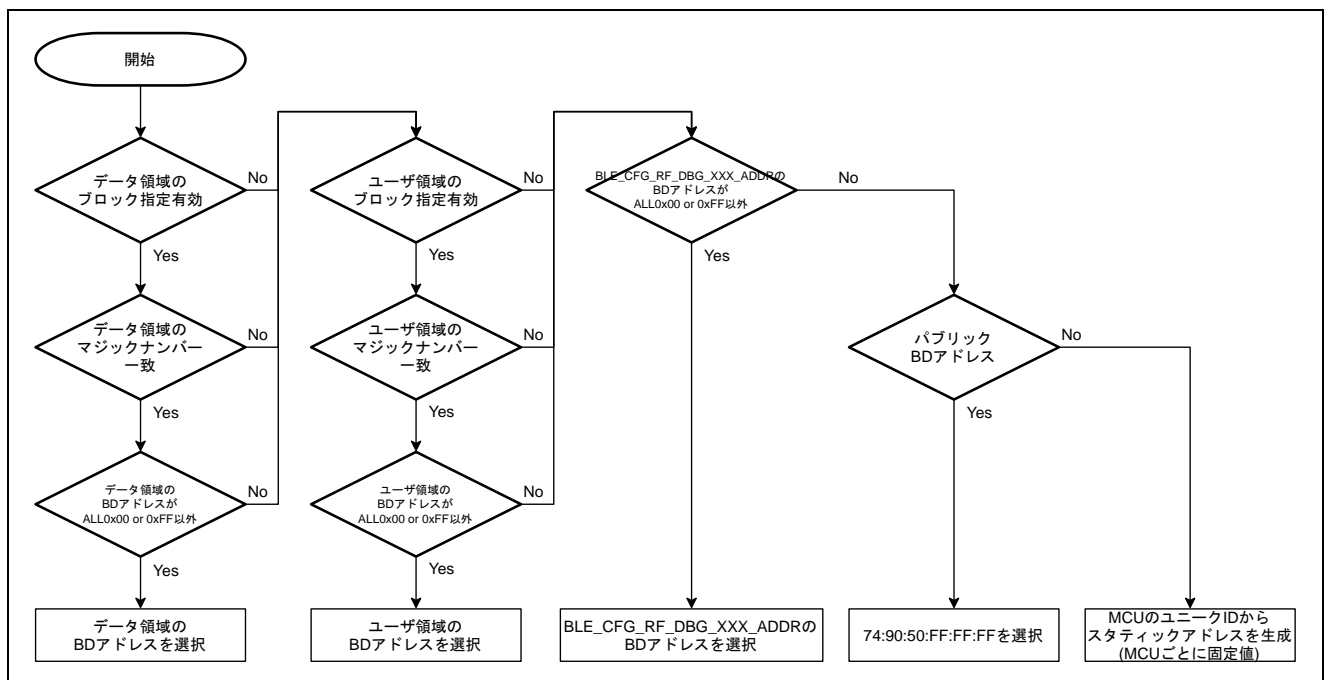 開始
データ領域の
ブロック指定有効
No
Yes
データ領域の
マジックナンバー
一致
No
Yes
データ領域の
BDアドレスが
ALL0x00 or 0xFF以外
No
Yes
データ領域の
BDアドレスを選択
ユーザ領域の
ブロック指定有効
No
Yes
ユーザ領域の
マジックナンバー
一致
No
Yes
ユーザ領域の
BDアドレスが
ALL0x00 or 0xFF以外
No
Yes
ユーザ領域の
BDアドレスを選択
BLE_CFG_RF_DBG_XXX_ADDRの
BDアドレスが
ALL0x00 or 0xFF以外
No
Yes
BLE_CFG_RF_DBG_XXX_ADDRの
BDアドレスを選択
パブリック
BDアドレス
No
Yes
74:90:50:FF:FF:FFを選択
MCUのユニークIDから
スタティックアドレスを生成
(MCUごとに固定値)